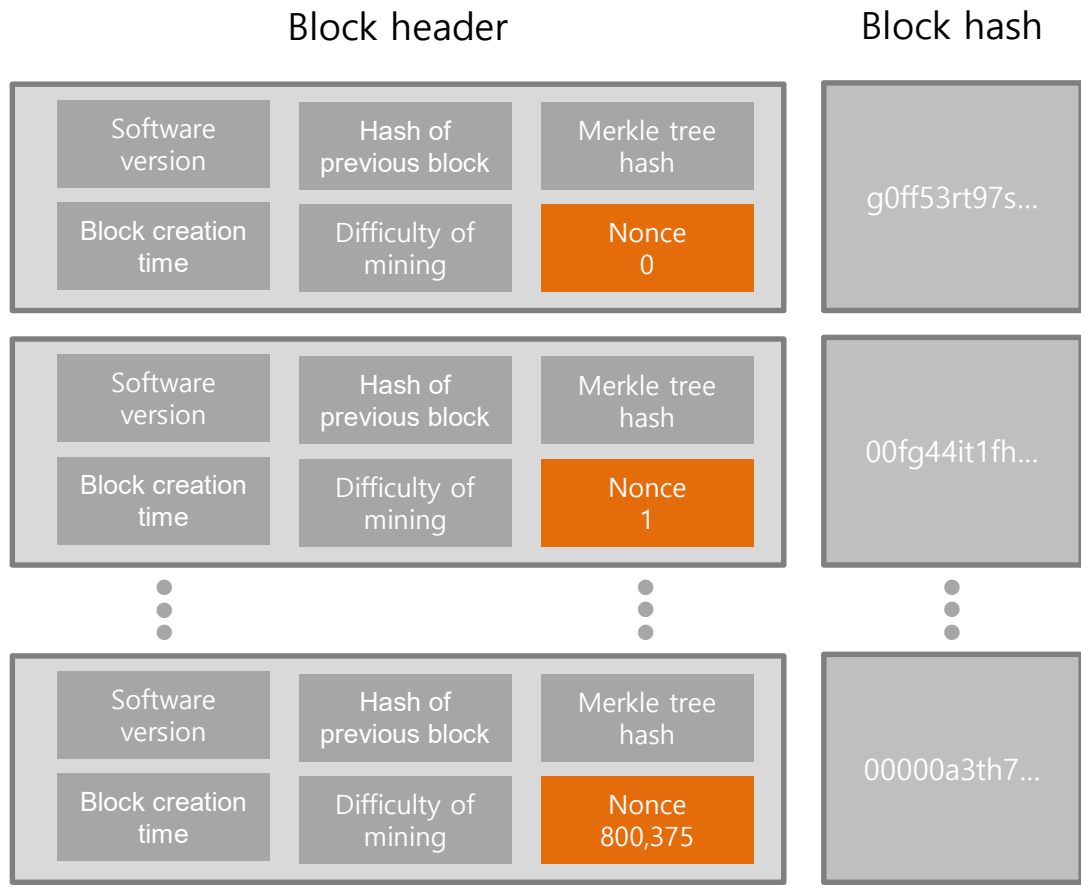 Block header
Block hash
Software
version
Hash of
previous block
Merkle tree
hash
Block creation
time
Difficulty of
mining
Nonce
0
g0ff53rt97s...
Software
version
Hash of
previous block
Merkle tree
hash
Block creation
time
Difficulty of
mining
Nonce
1
00fg44it1fh...
Software
version
Hash of
previous block
Merkle tree
hash
Block creation
time
Difficulty of
mining
Nonce
800,375
00000a3th7...